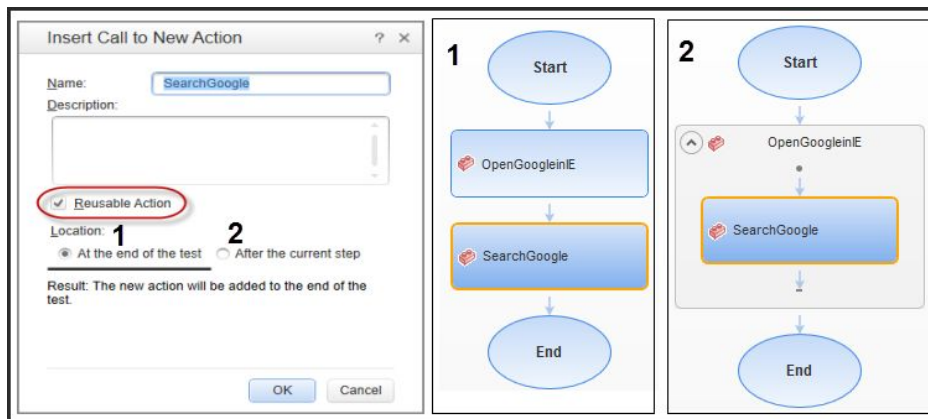 Insert Call to New Action ? ×
Name: SearchGoogle
Description:
Reusable Action
Location: 1 2
At the end of the test After the current step
Result: The new action will be added to the end of the
test.
OK Cancel
1
Start
OpenGoogleinIE
SearchGoogle
End
2
Start
OpenGoogleinIE
SearchGoogle
End